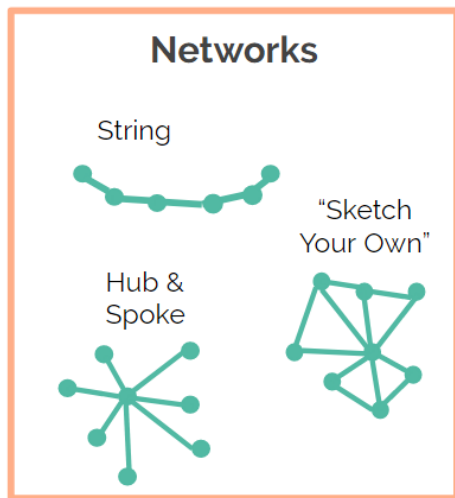 Networks
String
“Sketch
Your Own”
Hub &
Spoke